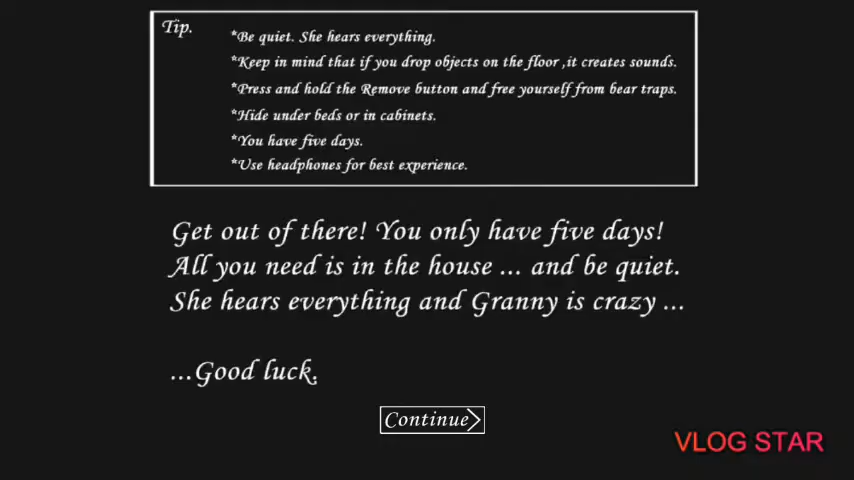 Tip.
*Be quiet. She hears everything.
*Keep in mind that if you drop objects on the floor ,it creates sounds.
*Press and hold the Remove button and free yourself from bear traps.
*Hide under beds or in cabinets.
*You have five days.
*Use headphones for best experience.
Get out of there! You only have five days!
All you need is in the house ... and be quiet.
She hears everything and Granny is crazy ...
...Good luck.
Continue
VLOG STAR